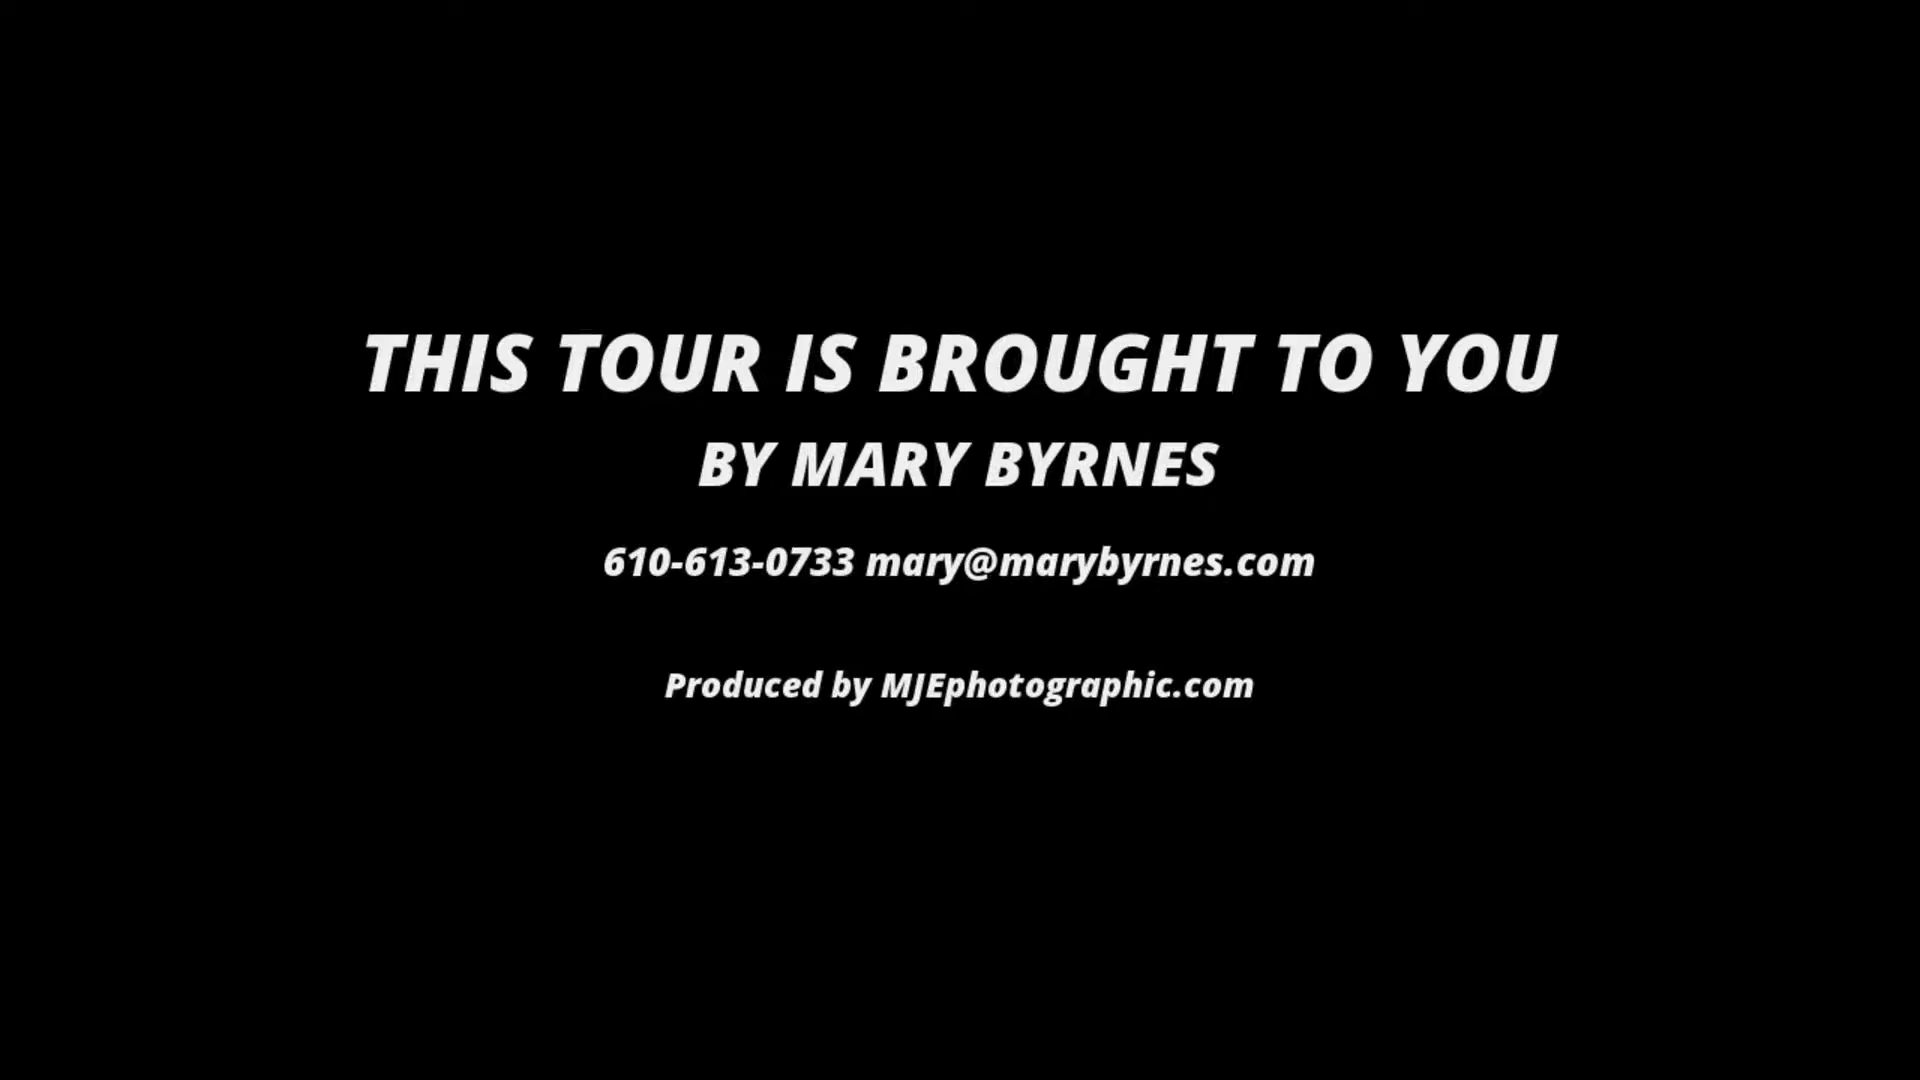 THIS TOUR IS BROUGHT TO YOU
BY MARY BYRNES
610-613-0733 mary@marybyrnes.com
Produced by MJEphotographic.com